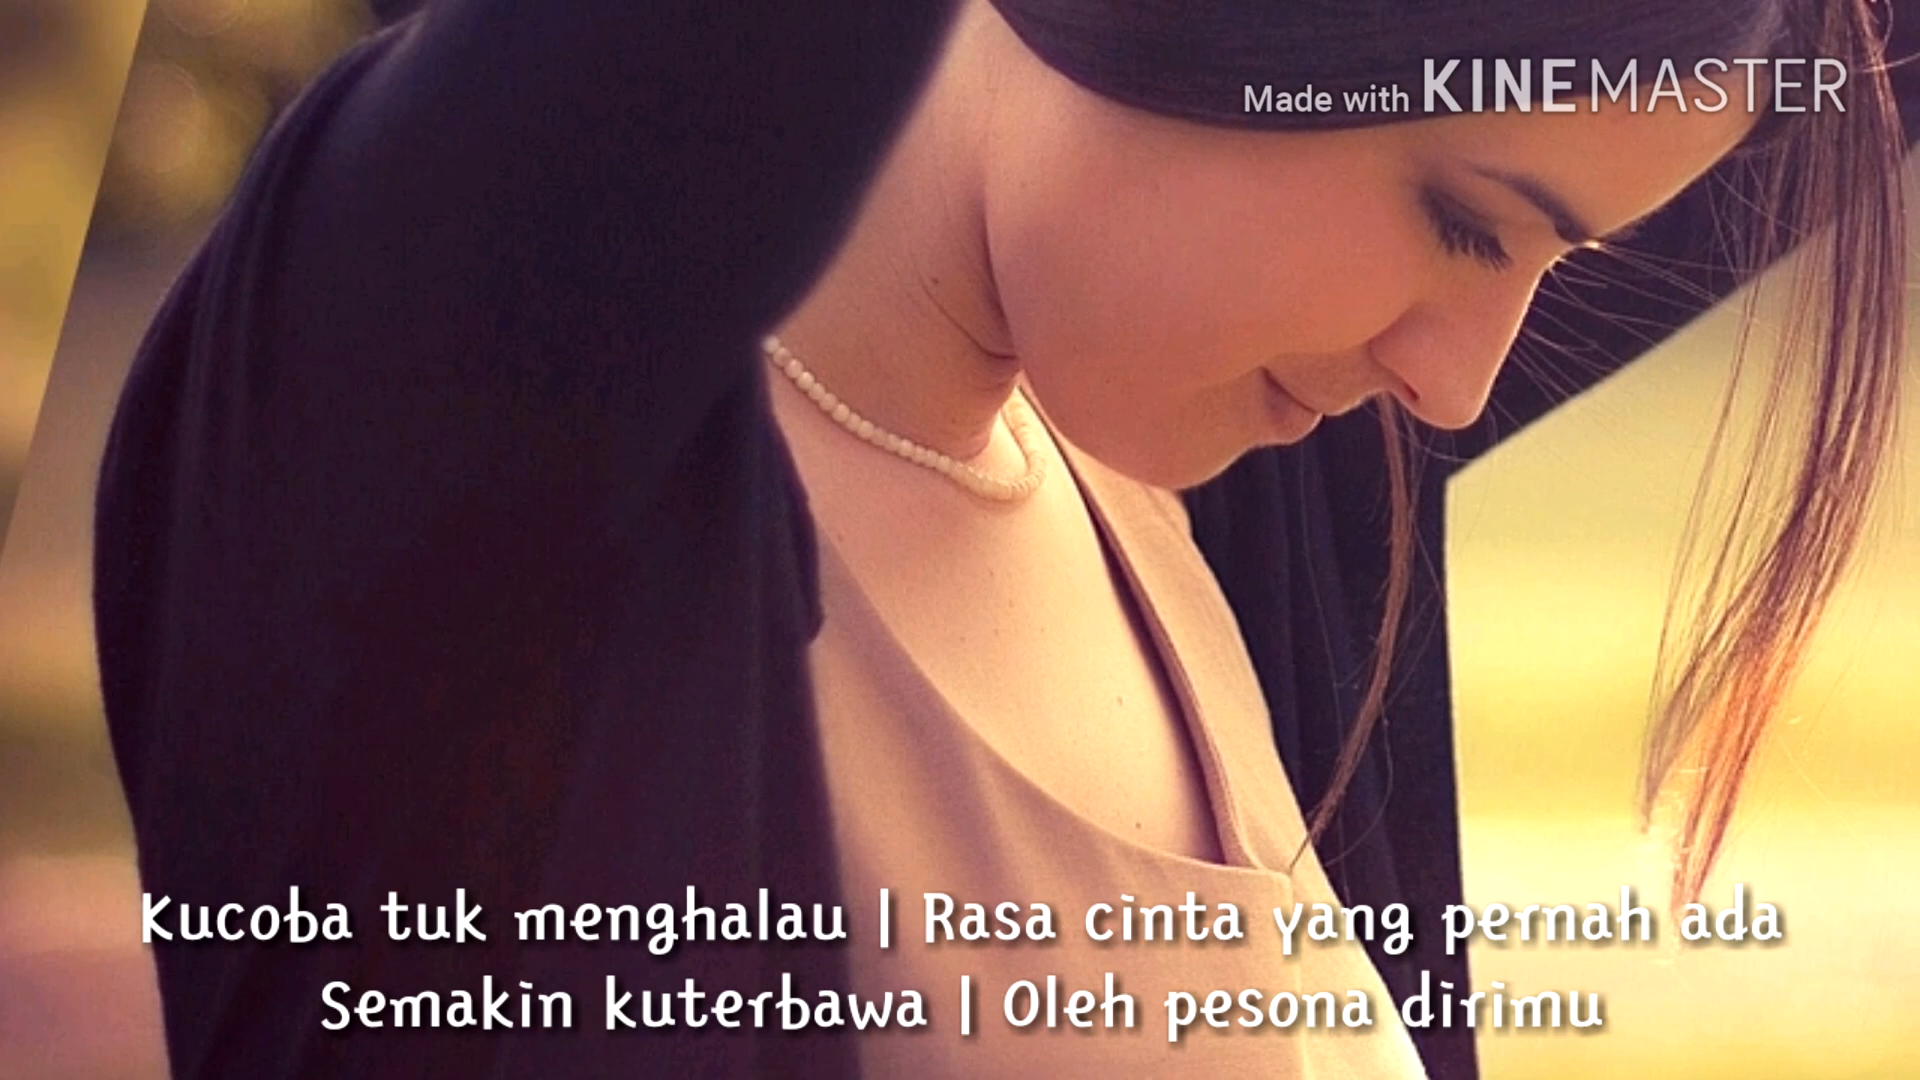 Made with KINEMASTER
Kucoba tuk menghalau | Rasa cinta yang pernah ada
Semakin kuterbawa | Oleh pesona dirimu